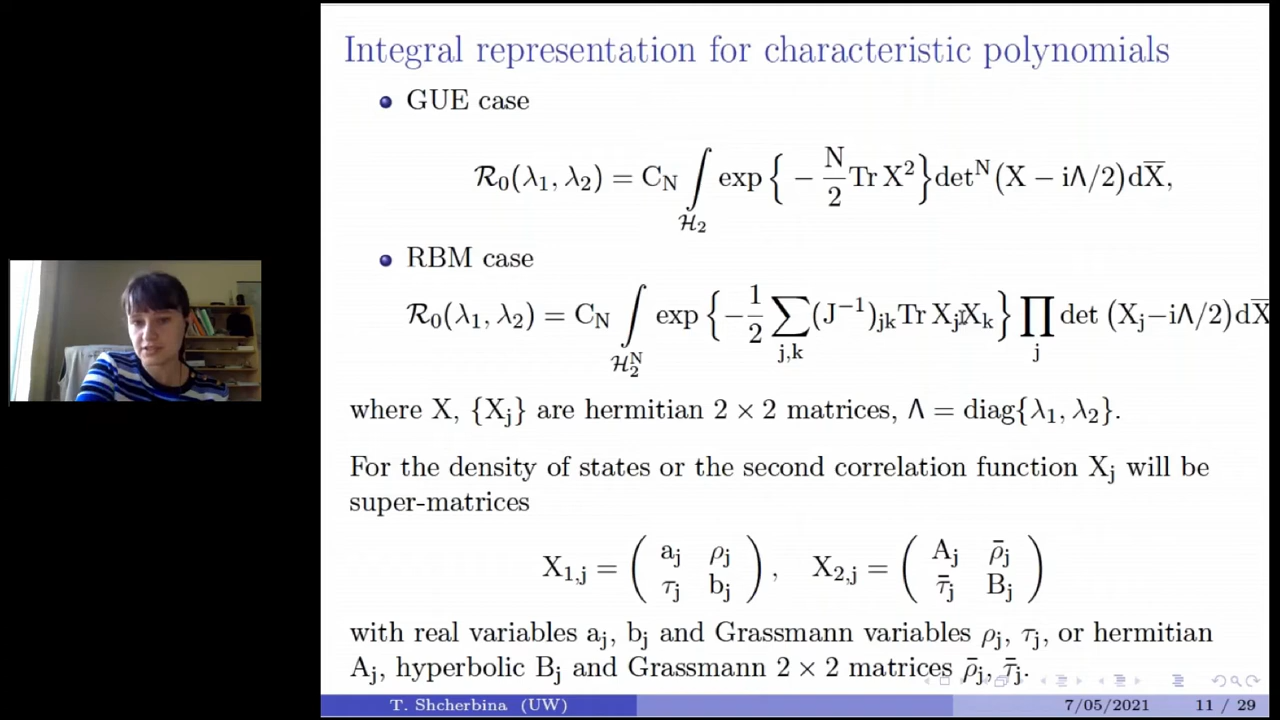 Integral representation for characteristic polynomials
• GUE case
R₀(λ₁, λ₂) = C_N ∫_{H₂} exp{ − N/2 Tr X² } det^N (X − iΛ/2) dX̅,
• RBM case
R₀(λ₁, λ₂) = C_N ∫_{H₂^N} exp{ − 1/2 ∑_{j,k} (J⁻¹)_{jk} Tr X_j X_k } ∏_j det (X_j − iΛ/2) dX̅
where X, {X_j} are hermitian 2 × 2 matrices, Λ = diag{λ₁, λ₂}.
For the density of states or the second correlation function X_j will be
super-matrices
X_{1,j} = ( a_j ρ_j ; τ_j b_j ), X_{2,j} = ( A_j ρ̄_j ; τ̄_j B_j )
with real variables a_j, b_j and Grassmann variables ρ_j, τ_j, or hermitian
A_j, hyperbolic B_j and Grassmann 2 × 2 matrices ρ̄_j, τ̄_j.
T. Shcherbina (UW) 7/05/2021 11 / 29